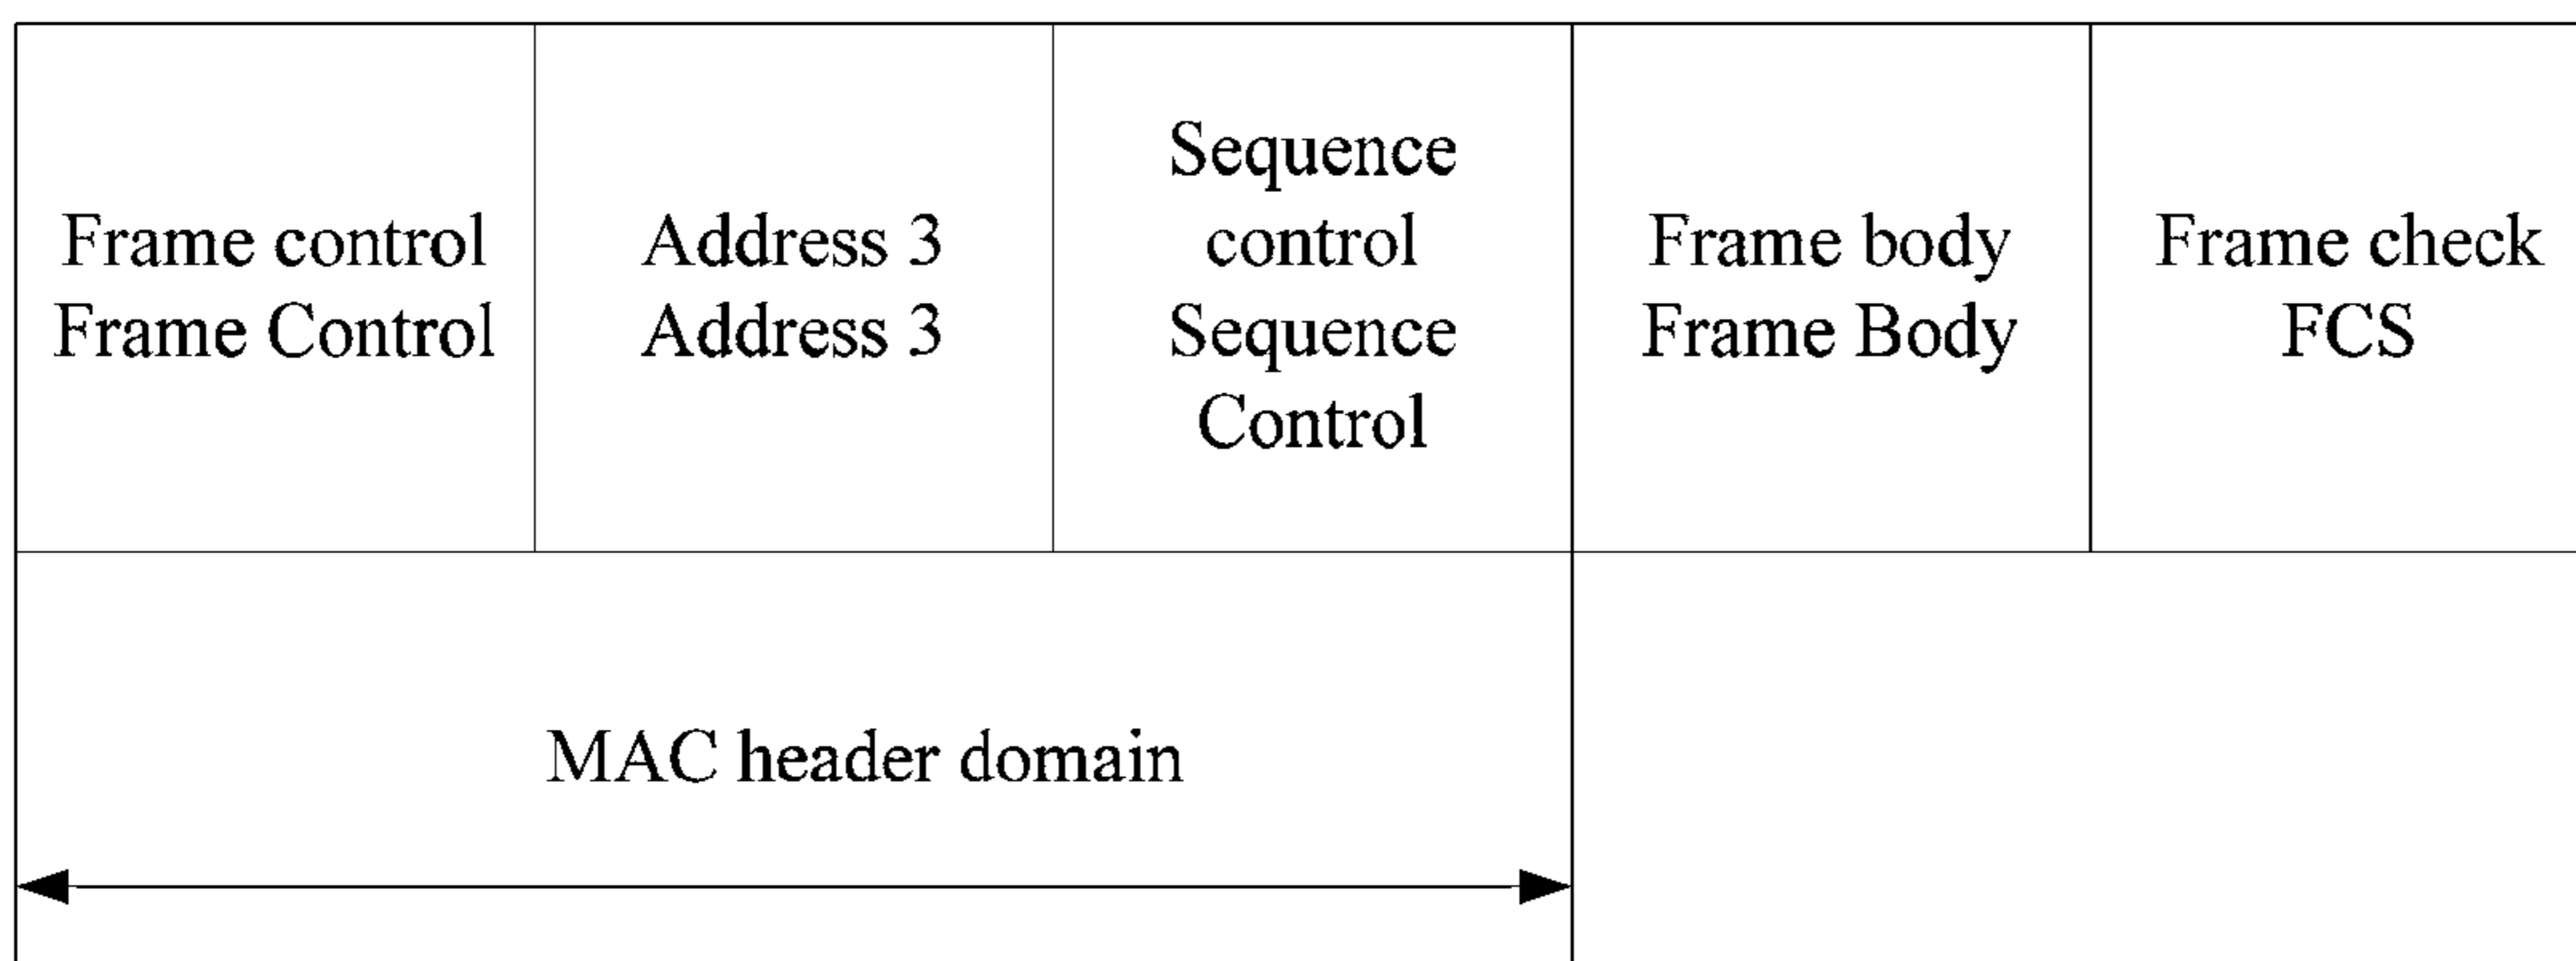 Frame control
Frame Control
Address 3
Address 3
Sequence
control
Sequence
Control
Frame body
Frame Body
Frame check
FCS
MAC header domain